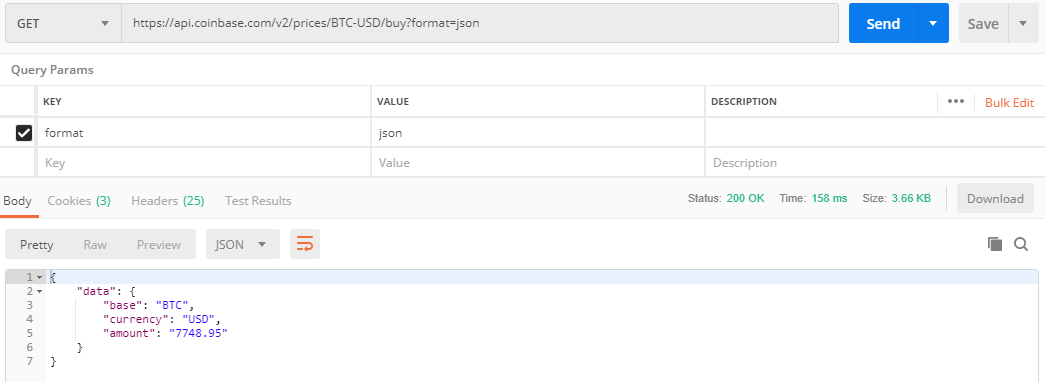 GET https://api.coinbase.com/v2/prices/BTC-USD/buy?format=json Send Save
Query Params
KEY VALUE DESCRIPTION ••• Bulk Edit
format json
Key Value Description
Body Cookies (3) Headers (25) Test Results Status: 200 OK Time: 158 ms Size: 3.66 KB Download
Pretty Raw Preview JSON
1 {
2 "data": {
3 "base": "BTC",
4 "currency": "USD",
5 "amount": "7748.95"
6 }
7 }